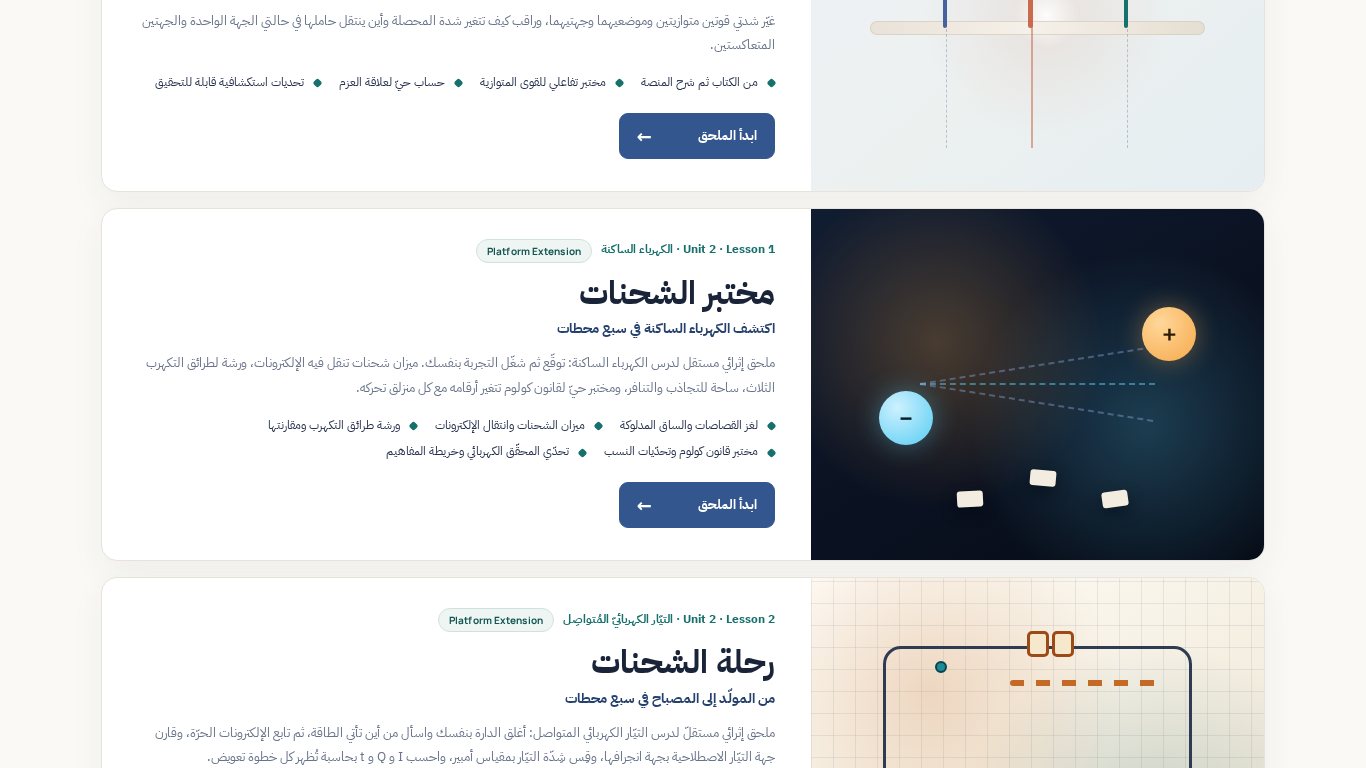 غيّر شدتي قوتين متوازيتين وموضعيهما وجهتيهما، وراقب كيف تتغير شدة المحصلة وأين ينتقل حاملها في حالتي الجهة الواحدة والجهتين
المتعاكستين.
من الكتاب ثم شرح المنصة مختبر تفاعلي للقوى المتوازية حساب حيّ لعلاقة العزم تحديات استكشافية قابلة للتحقيق
ابدأ الملحق ←
Unit 2 · Lesson 1 · الكهرباء الساكنة Platform Extension
مختبر الشحنات
اكتشف الكهرباء الساكنة في سبع محطات
ملحق إثرائي مستقل لدرس الكهرباء الساكنة: توقّع ثم شغّل التجربة بنفسك. ميزان شحنات تنقل فيه الإلكترونات، ورشة لطرائق التكهرب
الثلاث، ساحة للتجاذب والتنافر، ومختبر حيّ لقانون كولوم تتغير أرقامه مع كل منزلق تحركه.
لغز القصاصات والساق المدلوكة ميزان الشحنات وانتقال الإلكترونات ورشة طرائق التكهرب ومقارنتها
مختبر قانون كولوم وتحدّيات النسب تحدّي المحقّق الكهربائي وخريطة المفاهيم
ابدأ الملحق ←
+
−
Unit 2 · Lesson 2 · التيّار الكهربائيّ المُتواصِل Platform Extension
رحلة الشحنات
من المولّد إلى المصباح في سبع محطات
ملحق إثرائي مستقلّ لدرس التيّار الكهربائي المتواصل: أغلق الدارة بنفسك واسأل من أين تأتي الطاقة، ثم تابع الإلكترونات الحرّة، وقارن
جهة التيّار الاصطلاحية بجهة انجرافها، وقِس شِدّة التيّار بمقياس أمبير، واحسب I و Q و t بحاسبة تُظهر كل خطوة تعويض.